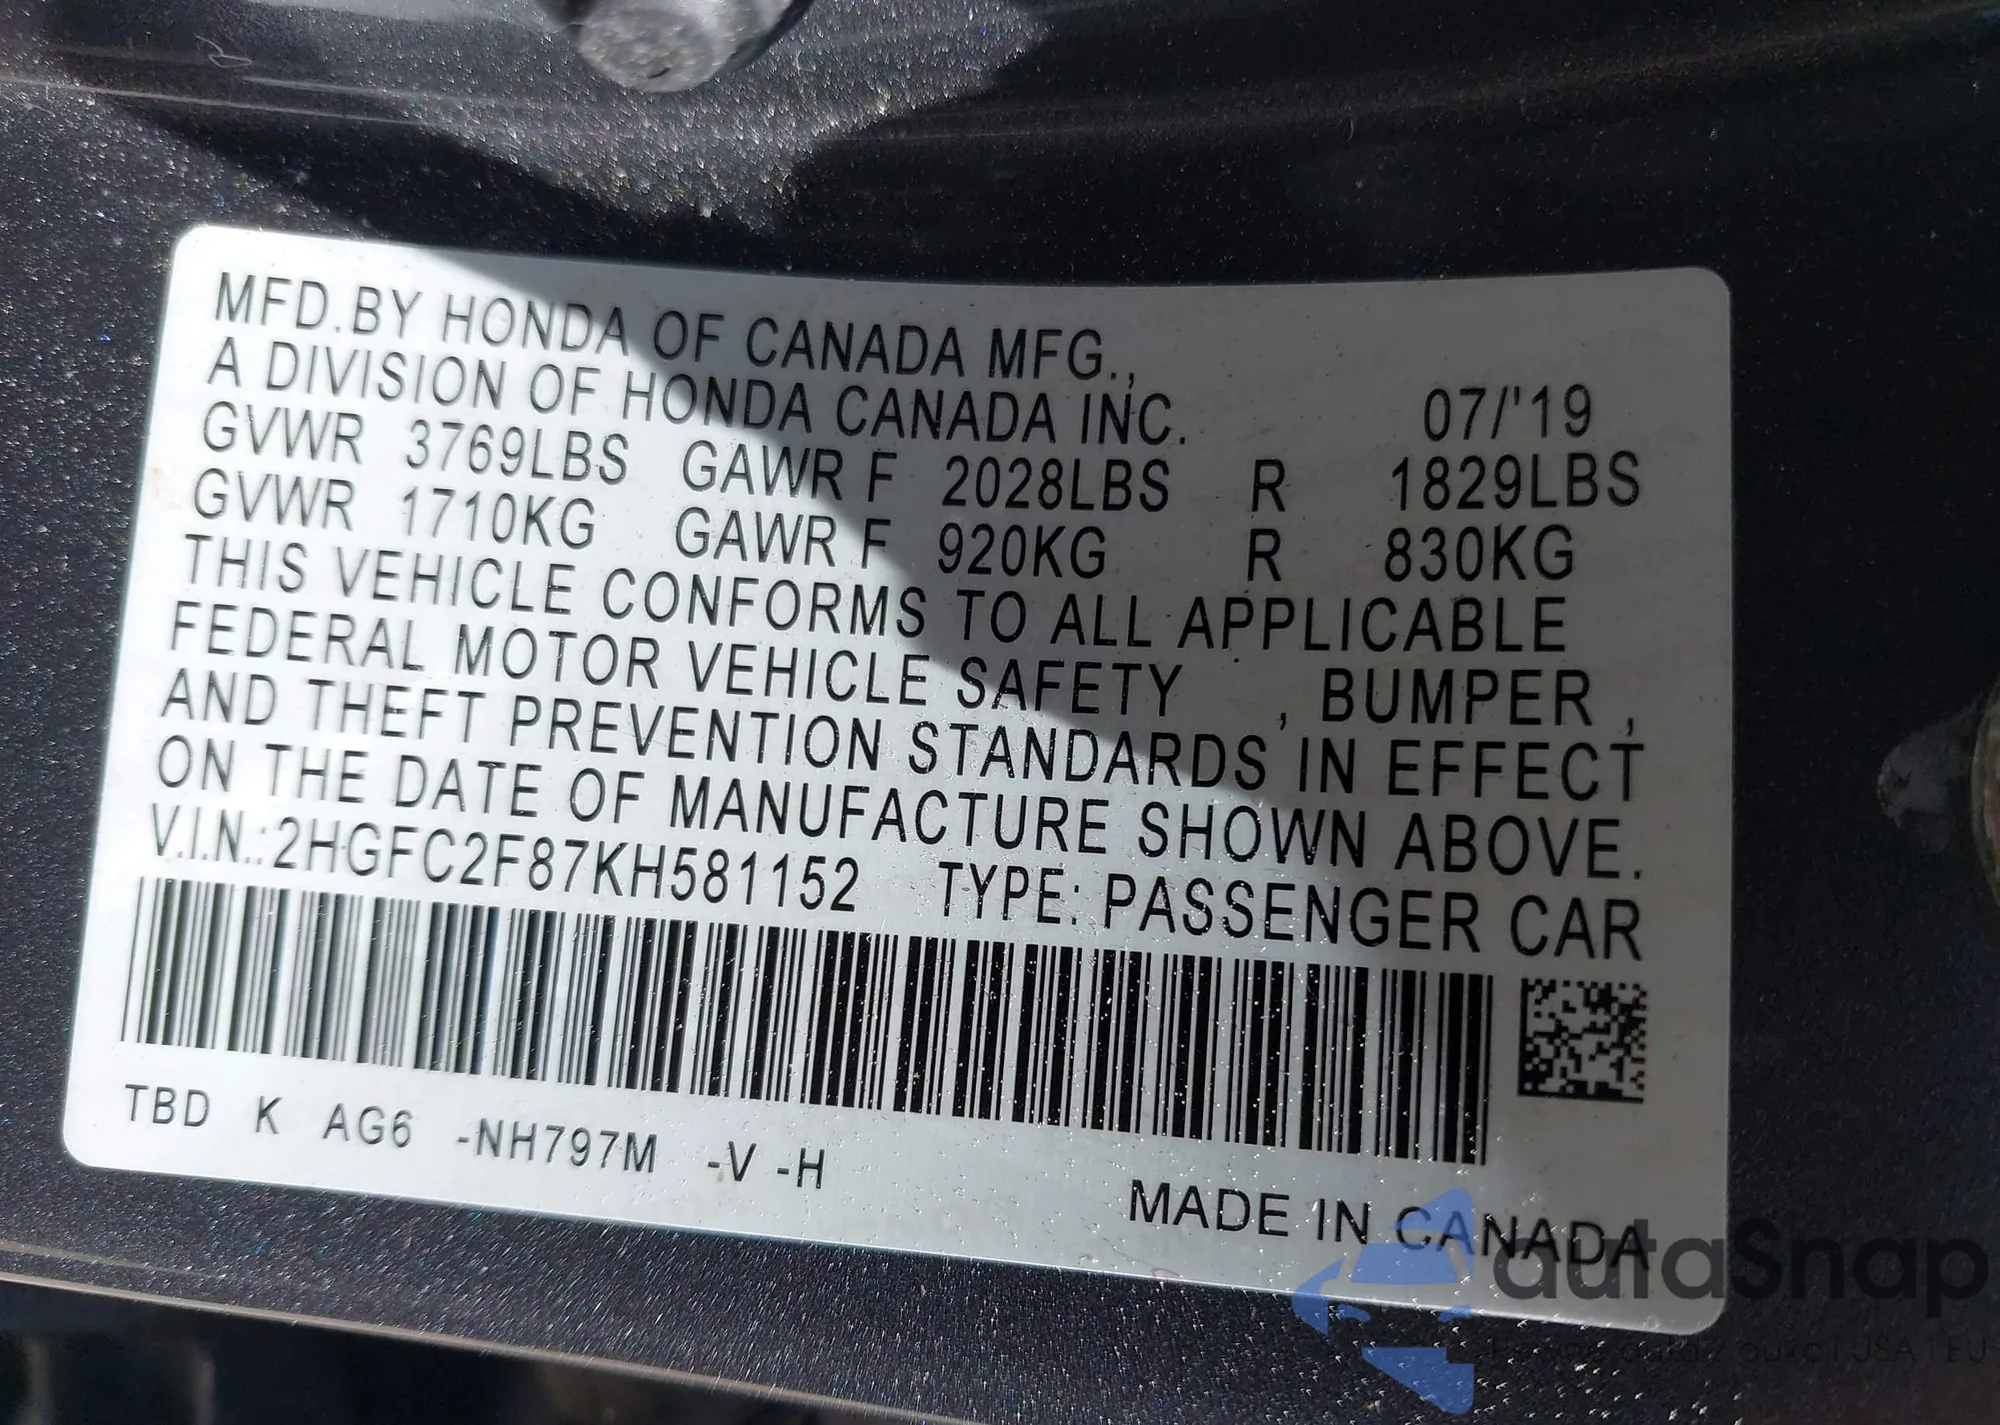 MFD.BY HONDA OF CANADA MFG.,
A DIVISION OF HONDA CANADA INC. 07/'19
GVWR 3769LBS GAWR F 2028LBS R 1829LBS
GVWR 1710KG GAWR F 920KG R 830KG
THIS VEHICLE CONFORMS TO ALL APPLICABLE
FEDERAL MOTOR VEHICLE SAFETY , BUMPER ,
AND THEFT PREVENTION STANDARDS IN EFFECT
ON THE DATE OF MANUFACTURE SHOWN ABOVE.
V.I.N.:2HGFC2F87KH581152 TYPE: PASSENGER CAR
TBD K AG6 -NH797M -V -H
MADE IN CANADA
autaSnap
USA EU